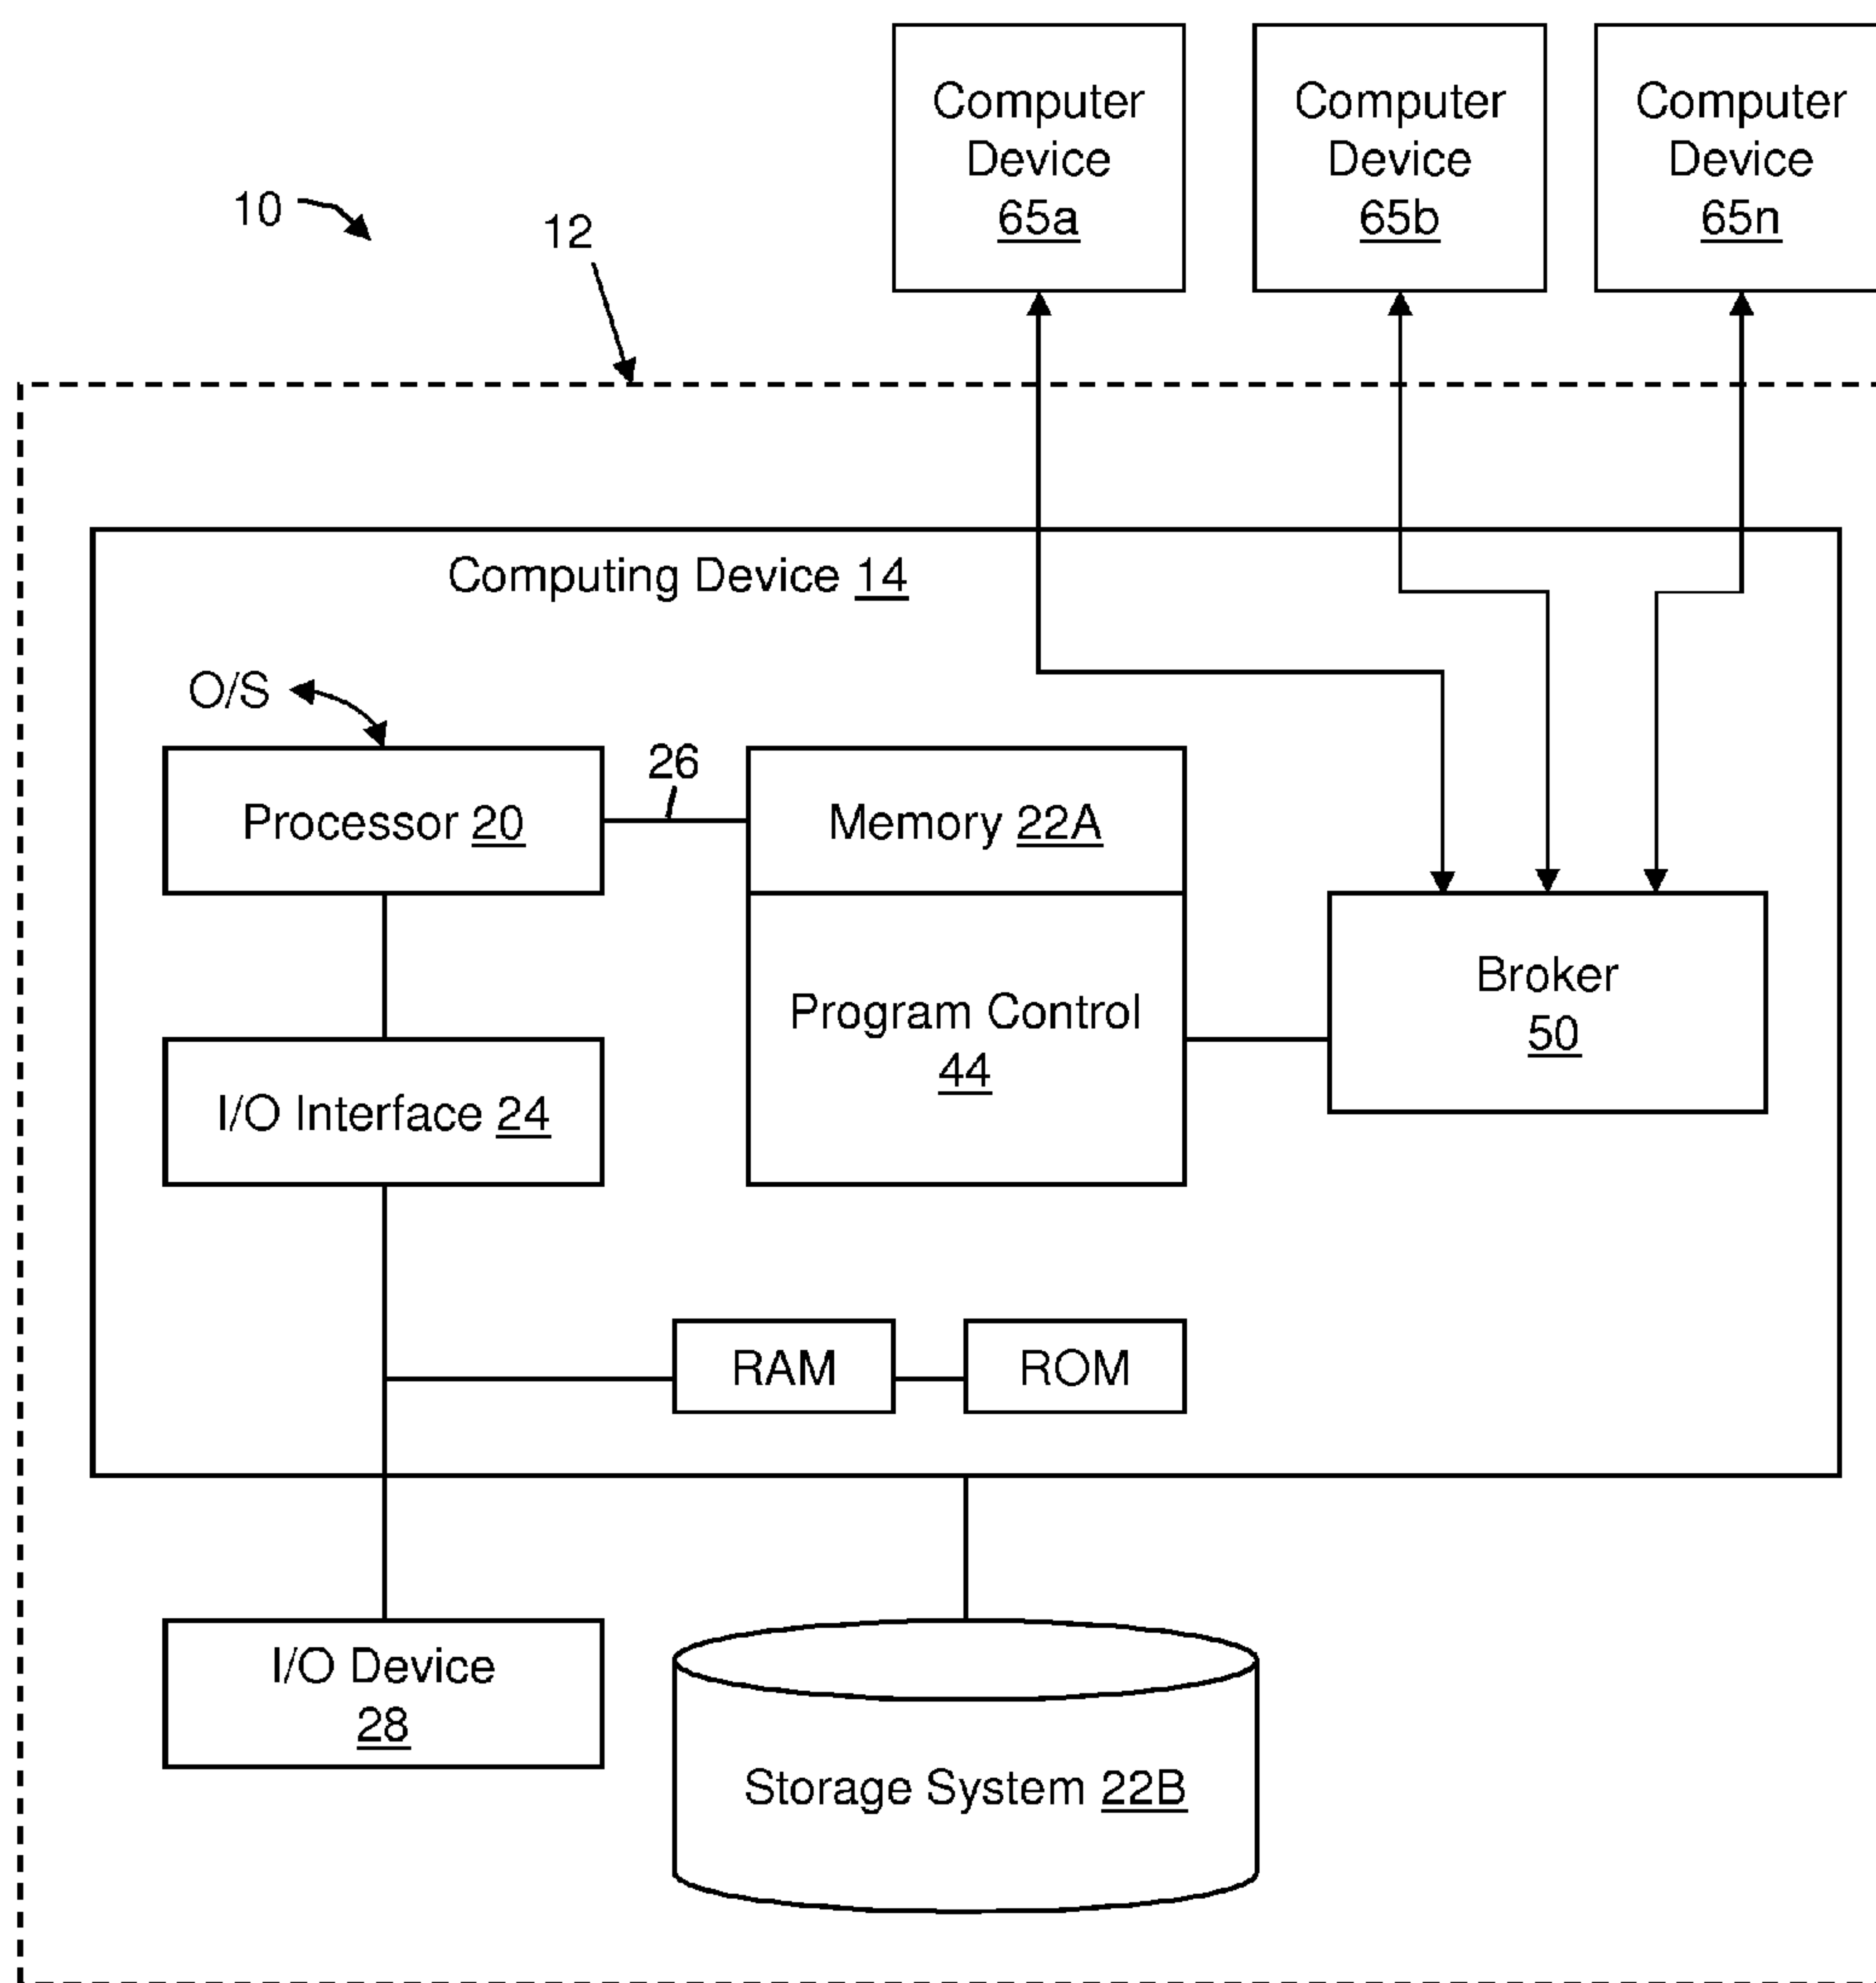 Computer
Device
65a
Computer
Device
65b
Computer
Device
65n
10
12
Computing Device 14
O/S
26
Processor 20
Memory 22A
Program Control
44
Broker
50
I/O Interface 24
RAM
ROM
I/O Device
28
Storage System 22B